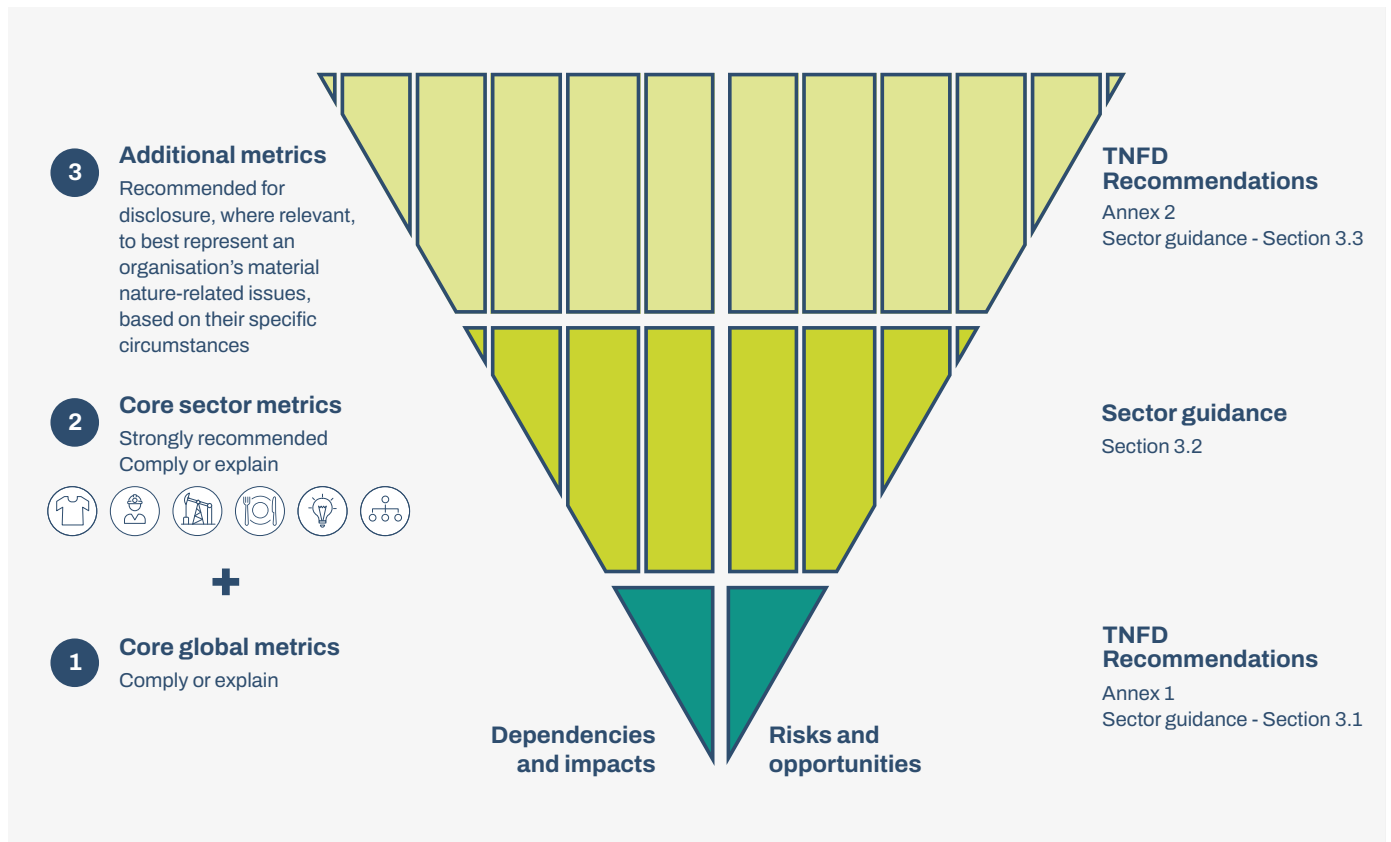 3
Additional metrics
Recommended for
disclosure, where relevant,
to best represent an
organisation’s material
nature-related issues,
based on their specific
circumstances
TNFD
Recommendations
Annex 2
Sector guidance - Section 3.3
2
Core sector metrics
Strongly recommended
Comply or explain
Sector guidance
Section 3.2
+
1
Core global metrics
Comply or explain
TNFD
Recommendations
Annex 1
Sector guidance - Section 3.1
Dependencies
and impacts
Risks and
opportunities